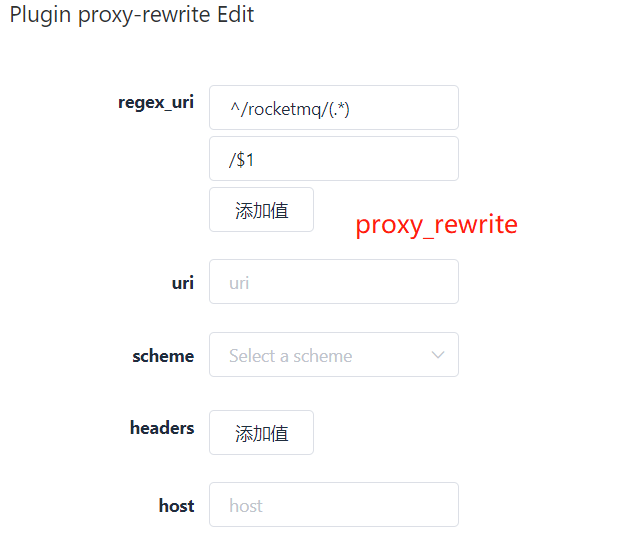 Plugin proxy-rewrite Edit
regex_uri
^/rocketmq/(.*)
/$1
添加值
proxy_rewrite
uri
uri
scheme
Select a scheme
headers
添加值
host
host